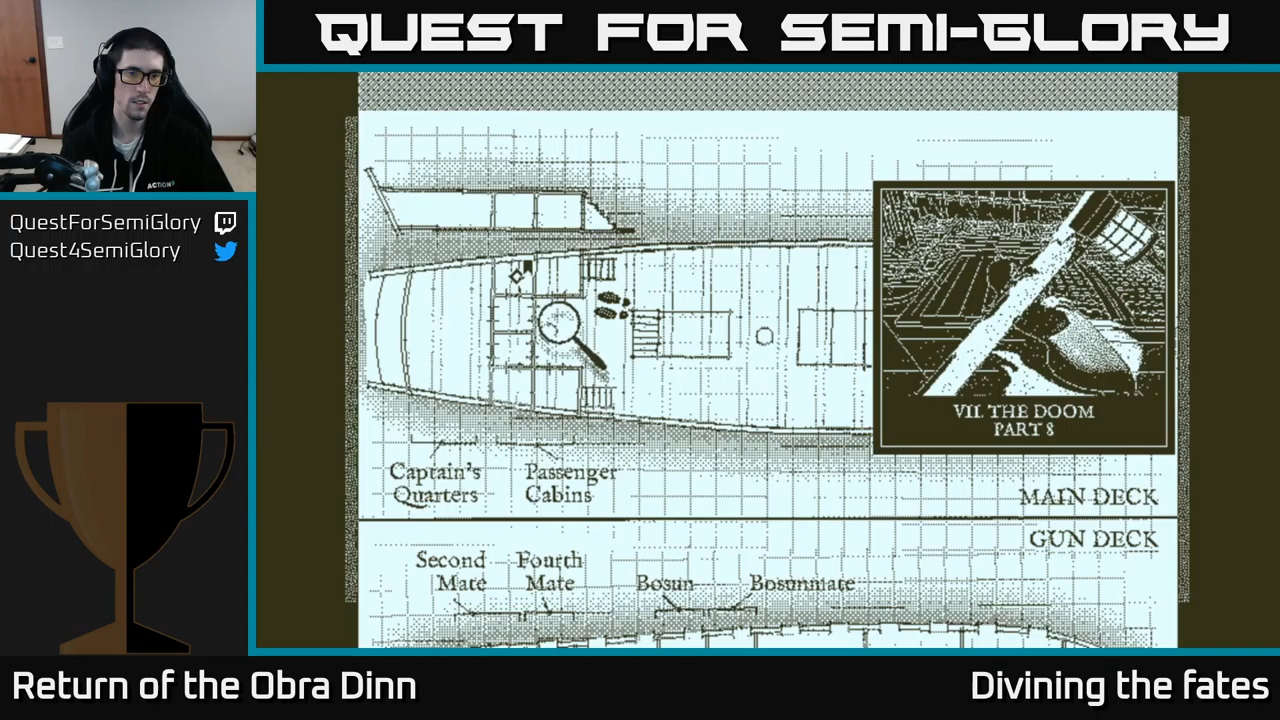 QUEST FOR SEMI-GLORY
ACTION
QuestForSemiGlory
Quest4SemiGlory
VII. THE DOOM
PART 8
Captain's
Quarters
Passenger
Cabins
MAIN DECK
GUN DECK
Second
Mate
Fourth
Mate
Bosun
Bosunmate
Return of the Obra Dinn
Divining the fates